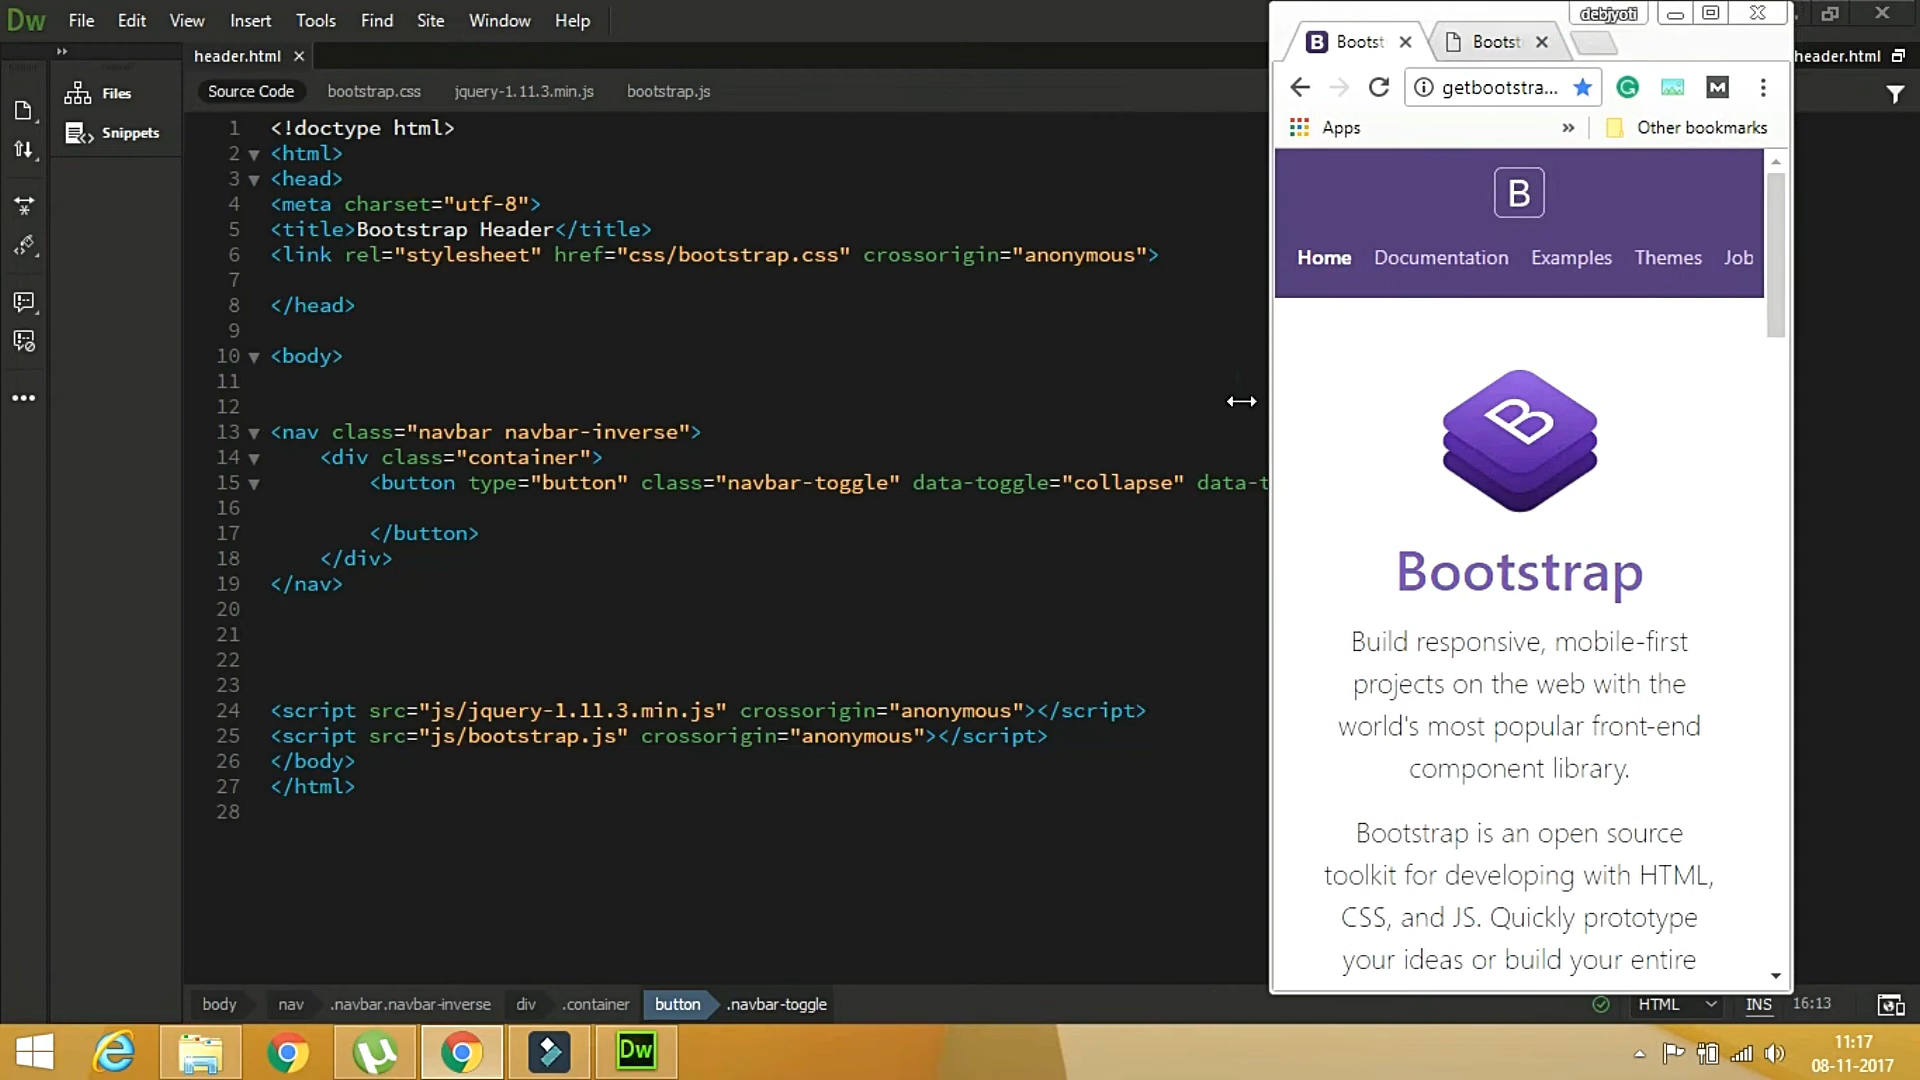 Dw File Edit View Insert Tools Find Site Window Help
debjyoti
header.html
Boots
Bootst
header.html
Files
Snippets
Source Code bootstrap.css jquery-1.11.3.min.js bootstrap.js
getbootstra...
Apps
» Other bookmarks
1 <!doctype html>
2 <html>
3 <head>
4 <meta charset="utf-8">
5 <title>Bootstrap Header</title>
6 <link rel="stylesheet" href="css/bootstrap.css" crossorigin="anonymous">
7
8 </head>
9
10 <body>
11
12
13 <nav class="navbar navbar-inverse">
14 <div class="container">
15 <button type="button" class="navbar-toggle" data-toggle="collapse" data-t
16
17 </button>
18 </div>
19 </nav>
20
21
22
23
24 <script src="js/jquery-1.11.3.min.js" crossorigin="anonymous"></script>
25 <script src="js/bootstrap.js" crossorigin="anonymous"></script>
26 </body>
27 </html>
28
B
Home Documentation Examples Themes Job
B
Bootstrap
Build responsive, mobile-first
projects on the web with the
world's most popular front-end
component library.
Bootstrap is an open source
toolkit for developing with HTML,
CSS, and JS. Quickly prototype
your ideas or build your entire
body nav .navbar.navbar-inverse div .container button .navbar-toggle
HTML INS 16:13
Dw
11:17
08-11-2017